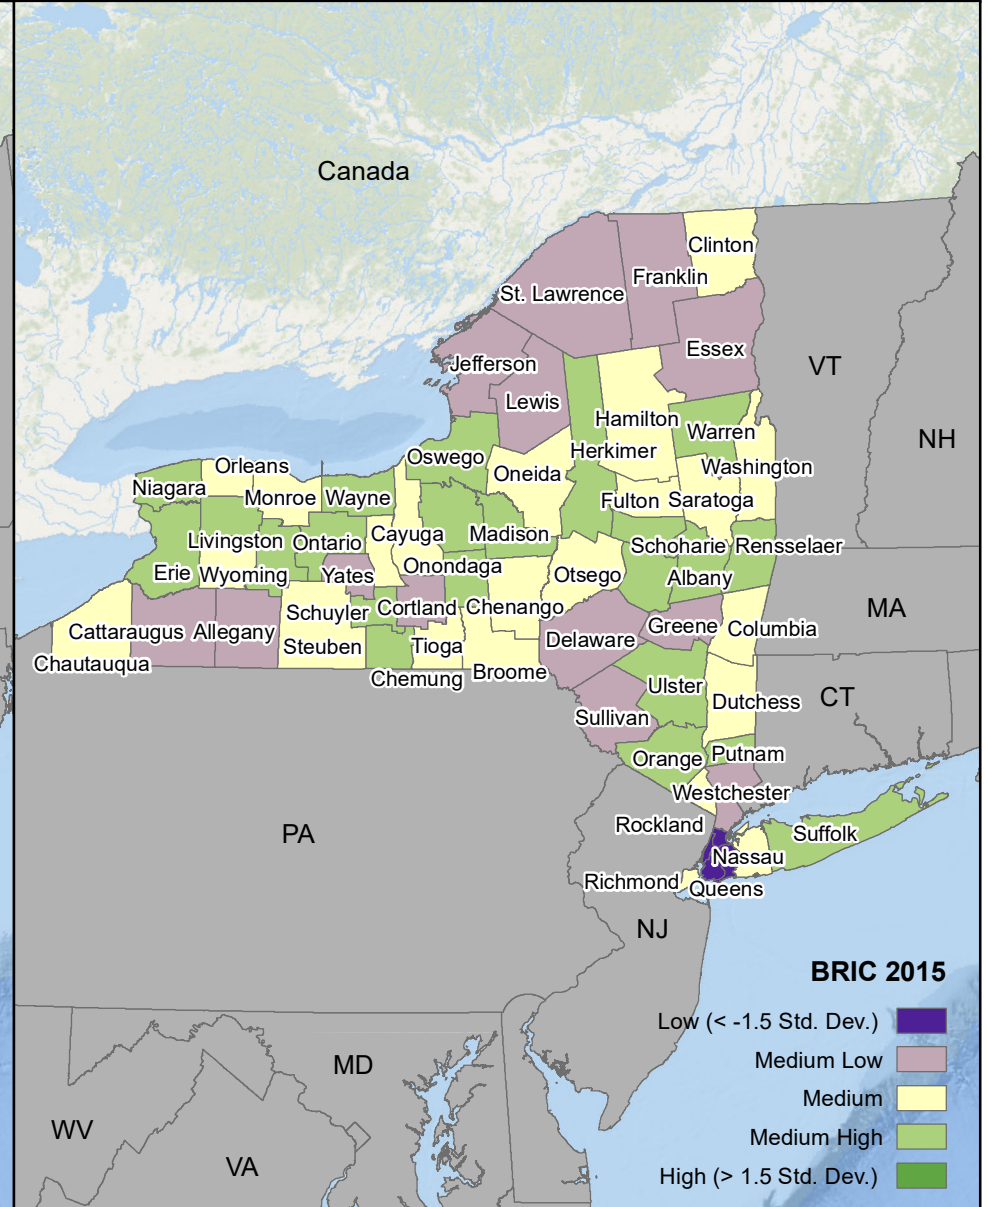 Canada
Clinton
Franklin
St. Lawrence
Essex
Jefferson
VT
Lewis
Hamilton
Warren
NH
Herkimer
Oswego
Orleans
Oneida
Washington
Niagara
Monroe
Wayne
Fulton
Saratoga
Livingston
Ontario
Cayuga
Madison
Schoharie
Rensselaer
Onondaga
Erie
Wyoming
Yates
Otsego
Albany
Schuyler
Cortland
Chenango
MA
Cattaraugus
Allegany
Greene
Columbia
Delaware
Steuben
Tioga
Chautauqua
Broome
Chemung
Ulster
Dutchess
CT
Sullivan
Orange
Putnam
Westchester
Rockland
Suffolk
PA
Nassau
Richmond
Queens
NJ
BRIC 2015
Low (< -1.5 Std. Dev.)
Medium Low
Medium
Medium High
High (> 1.5 Std. Dev.)
MD
WV
VA